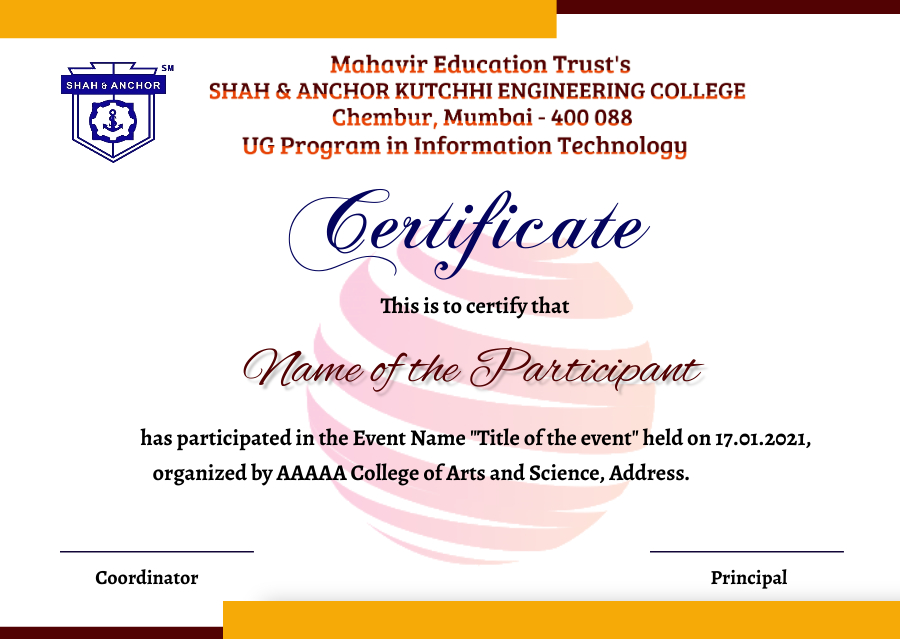 SHAH & ANCHOR
SM
Mahavir Education Trust's
SHAH & ANCHOR KUTCHHI ENGINEERING COLLEGE
Chembur, Mumbai - 400 088
UG Program in Information Technology
Certificate
This is to certify that
Name of the Participant
has participated in the Event Name "Title of the event" held on 17.01.2021,
organized by AAAAA College of Arts and Science, Address.
Coordinator
Principal